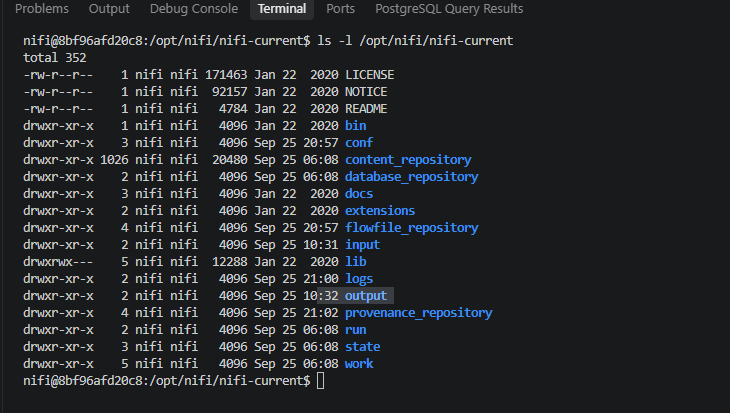 Problems Output Debug Console Terminal Ports PostgreSQL Query Results
nifi@8bf96afd20c8:/opt/nifi/nifi-current$ ls -l /opt/nifi/nifi-current
total 352
-rw-r--r--    1 nifi nifi 171463 Jan 22  2020 LICENSE
-rw-r--r--    1 nifi nifi  92157 Jan 22  2020 NOTICE
-rw-r--r--    1 nifi nifi   4784 Jan 22  2020 README
drwxr-xr-x    1 nifi nifi   4096 Jan 22  2020 bin
drwxr-xr-x    3 nifi nifi   4096 Sep 25 20:57 conf
drwxr-xr-x 1026 nifi nifi  20480 Sep 25 06:08 content_repository
drwxr-xr-x    2 nifi nifi   4096 Sep 25 06:08 database_repository
drwxr-xr-x    3 nifi nifi   4096 Jan 22  2020 docs
drwxr-xr-x    2 nifi nifi   4096 Jan 22  2020 extensions
drwxr-xr-x    4 nifi nifi   4096 Sep 25 20:57 flowfile_repository
drwxr-xr-x    2 nifi nifi   4096 Sep 25 10:31 input
drwxrwx---    5 nifi nifi  12288 Jan 22  2020 lib
drwxr-xr-x    2 nifi nifi   4096 Sep 25 21:00 logs
drwxr-xr-x    2 nifi nifi   4096 Sep 25 10:32 output
drwxr-xr-x    4 nifi nifi   4096 Sep 25 21:02 provenance_repository
drwxr-xr-x    2 nifi nifi   4096 Sep 25 06:08 run
drwxr-xr-x    3 nifi nifi   4096 Sep 25 06:08 state
drwxr-xr-x    5 nifi nifi   4096 Sep 25 06:08 work
nifi@8bf96afd20c8:/opt/nifi/nifi-current$